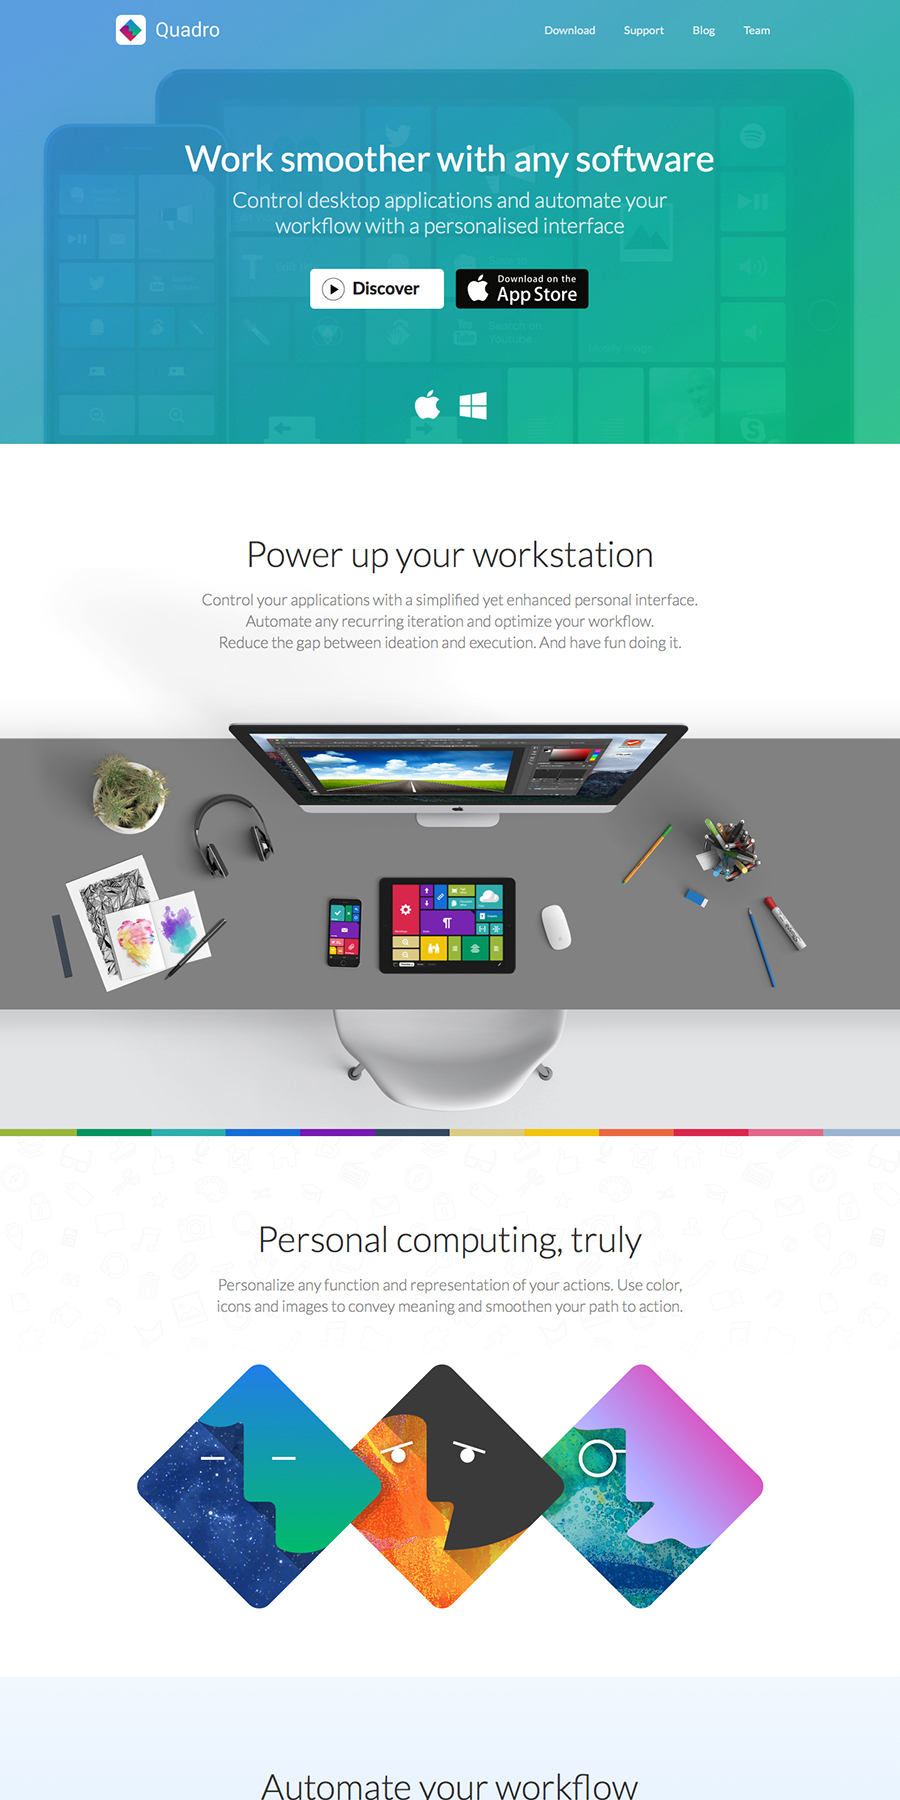 Quadro
Download
Support
Blog
Team
Work smoother with any software
Control desktop applications and automate your
workflow with a personalised interface
Discover
Download on the
App Store
Search on
Youtube
Power up your workstation
Control your applications with a simplified yet enhanced personal interface.
Automate any recurring iteration and optimize your workflow.
Reduce the gap between ideation and execution. And have fun doing it.
Personal computing, truly
Personalize any function and representation of your actions. Use color,
icons and images to convey meaning and smoothen your path to action.
Automate your workflow